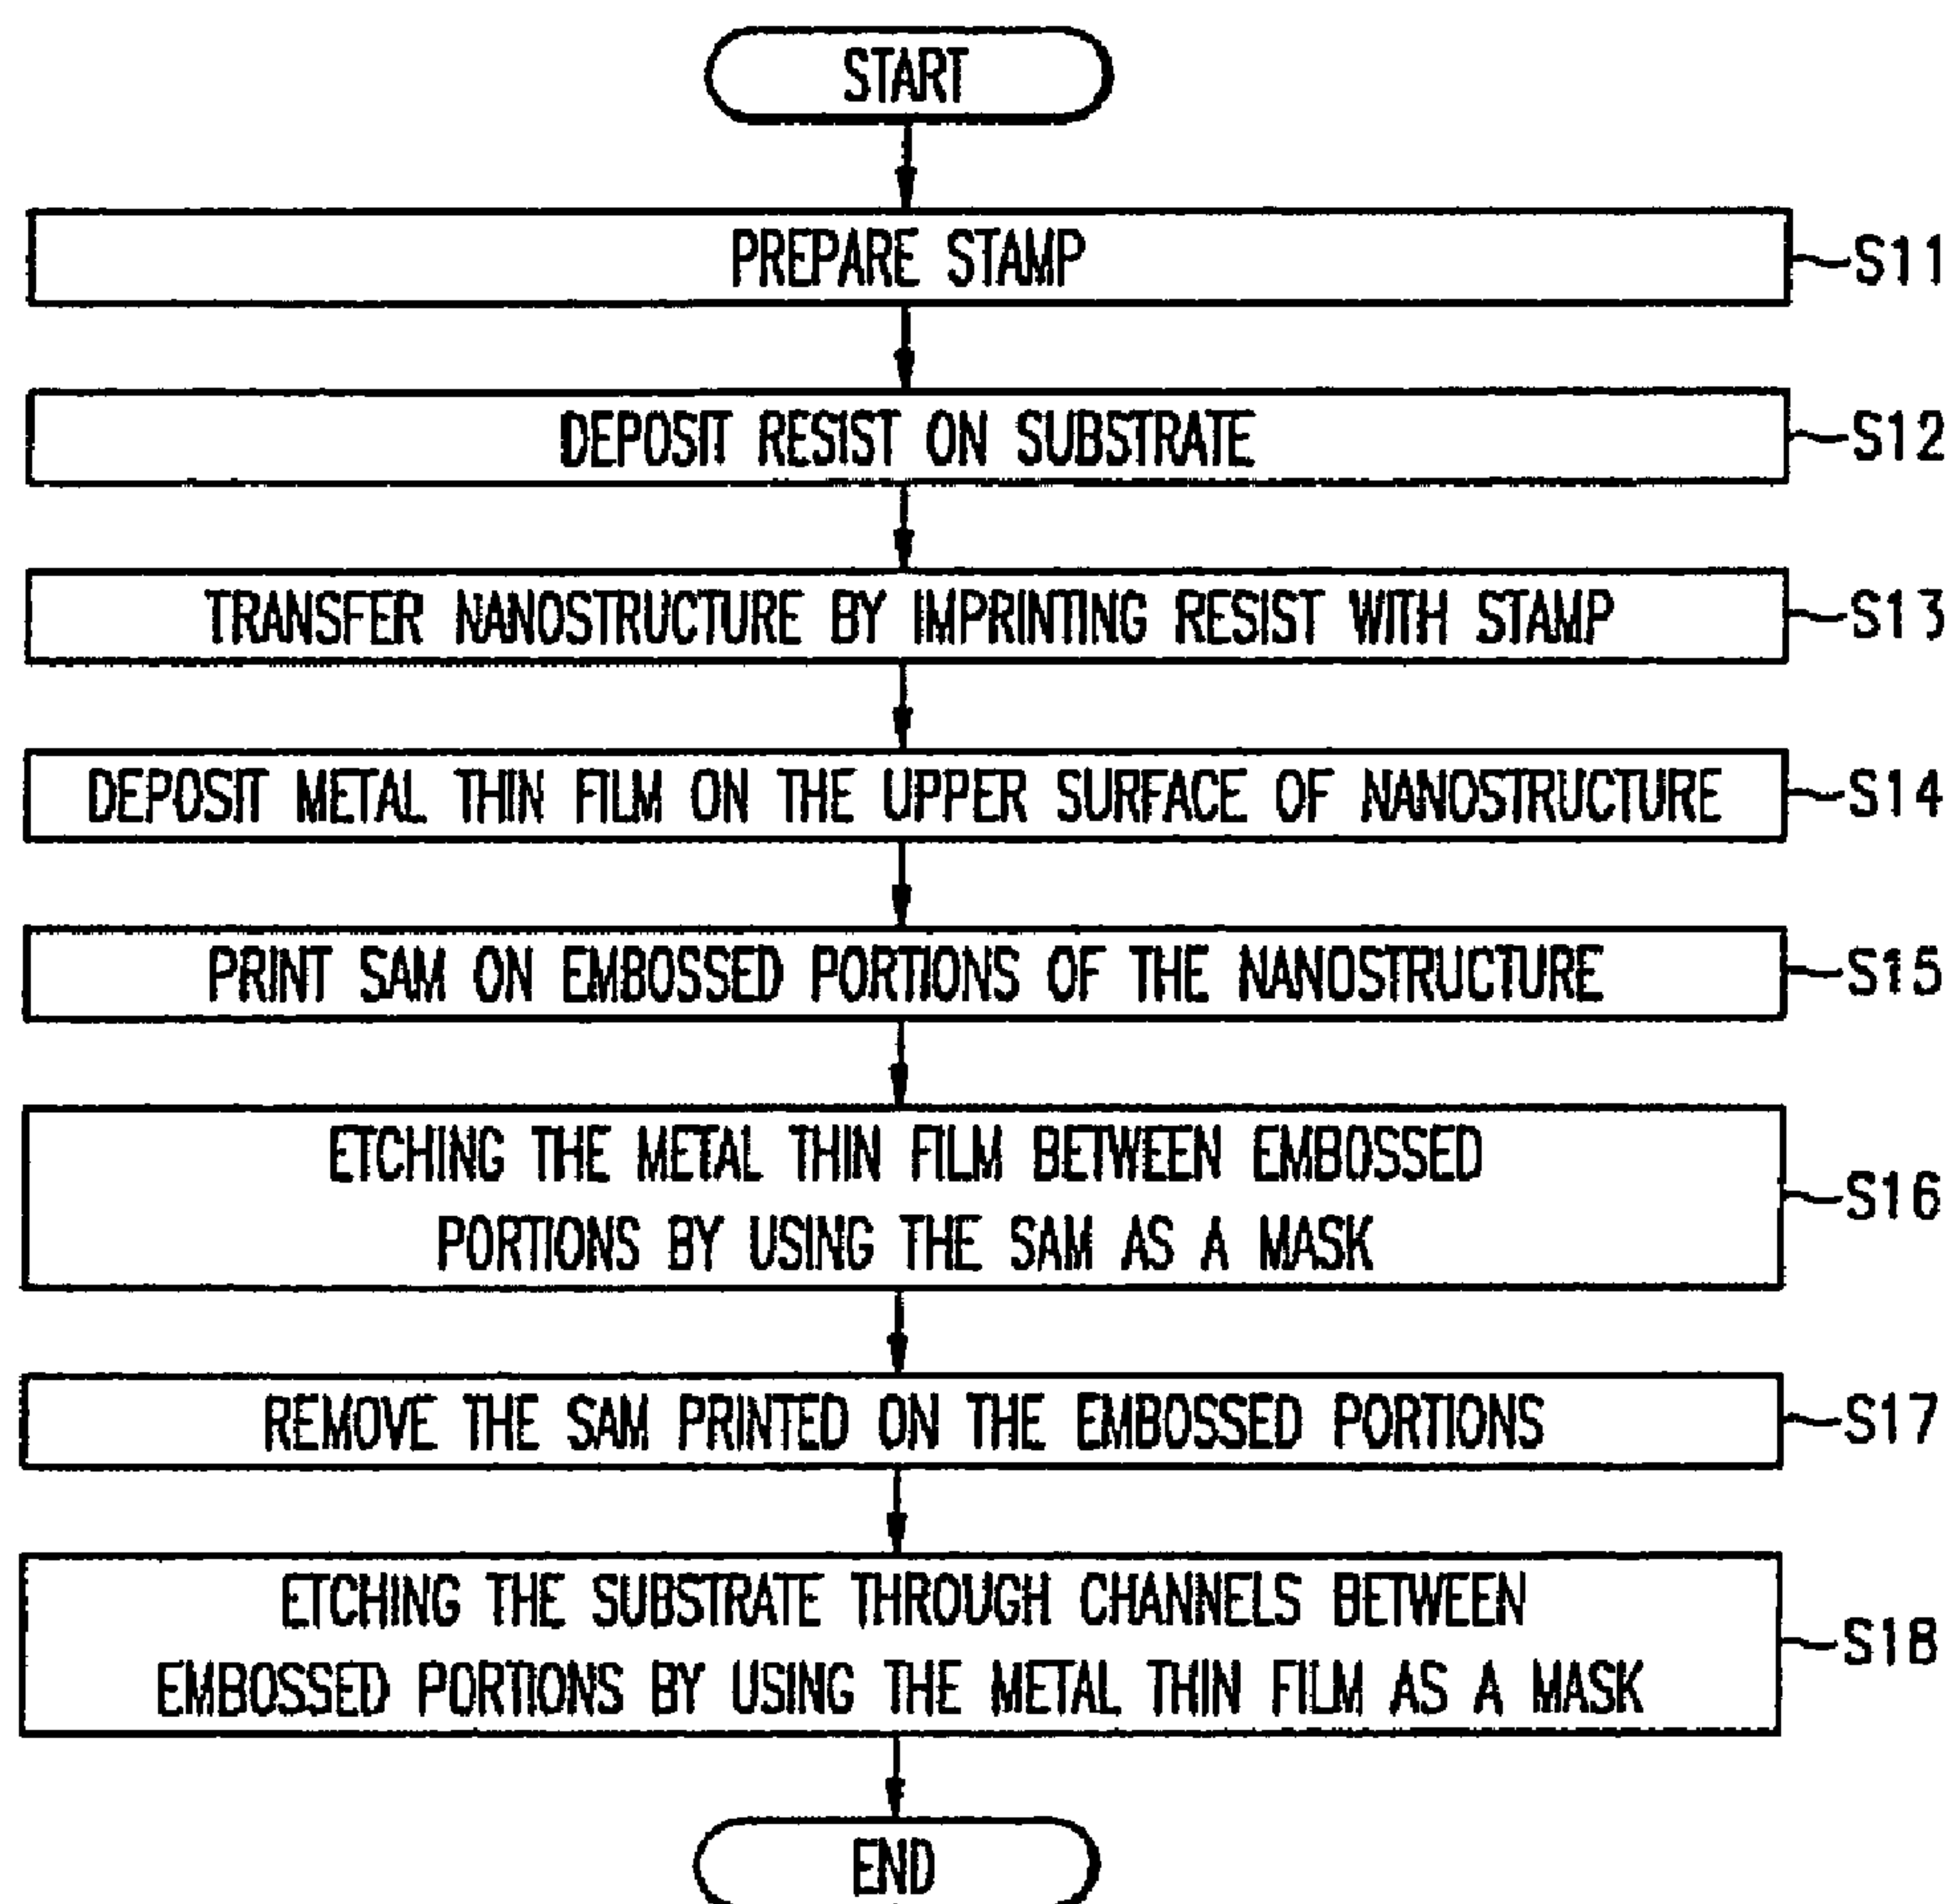 START
PREPARE STAMP
S11
DEPOSIT RESIST ON SUBSTRATE
S12
TRANSFER NANOSTRUCTURE BY IMPRINTING RESIST WITH STAMP
S13
DEPOSIT METAL THIN FILM ON THE UPPER SURFACE OF NANOSTRUCTURE
S14
PRINT SAM ON EMBOSSED PORTIONS OF THE NANOSTRUCTURE
S15
ETCHING THE METAL THIN FILM BETWEEN EMBOSSED
PORTIONS BY USING THE SAM AS A MASK
S16
REMOVE THE SAM PRINTED ON THE EMBOSSED PORTIONS
S17
ETCHING THE SUBSTRATE THROUGH CHANNELS BETWEEN
EMBOSSED PORTIONS BY USING THE METAL THIN FILM AS A MASK
S18
END